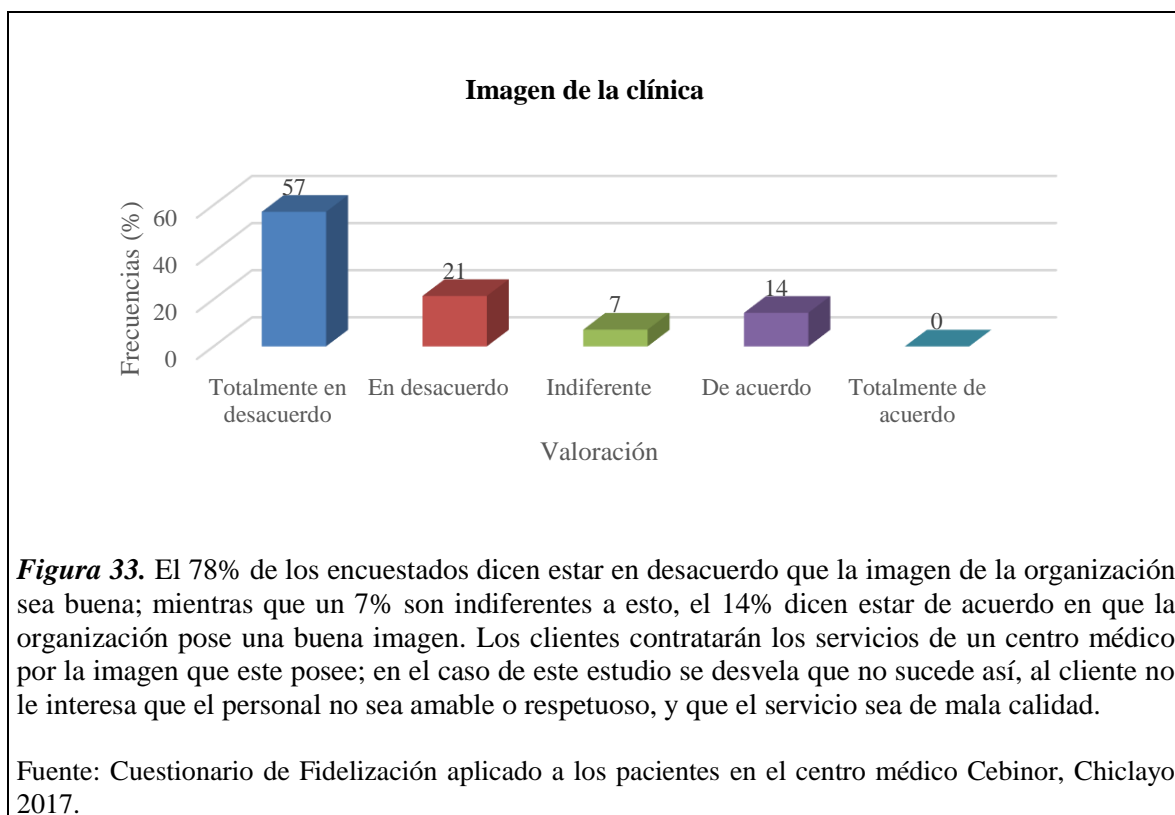 Imagen de la clínica
57
21
7
14
0
60
40
20
0
Frecuencias (%)
Totalmente en
desacuerdo
En desacuerdo
Indiferente
De acuerdo
Totalmente de
acuerdo
Valoración
Figura 33. El 78% de los encuestados dicen estar en desacuerdo que la imagen de la organización
sea buena; mientras que un 7% son indiferentes a esto, el 14% dicen estar de acuerdo en que la
organización pose una buena imagen. Los clientes contratarán los servicios de un centro médico
por la imagen que este posee; en el caso de este estudio se desvela que no sucede así, al cliente no
le interesa que el personal no sea amable o respetuoso, y que el servicio sea de mala calidad.
Fuente: Cuestionario de Fidelización aplicado a los pacientes en el centro médico Cebinor, Chiclayo
2017.